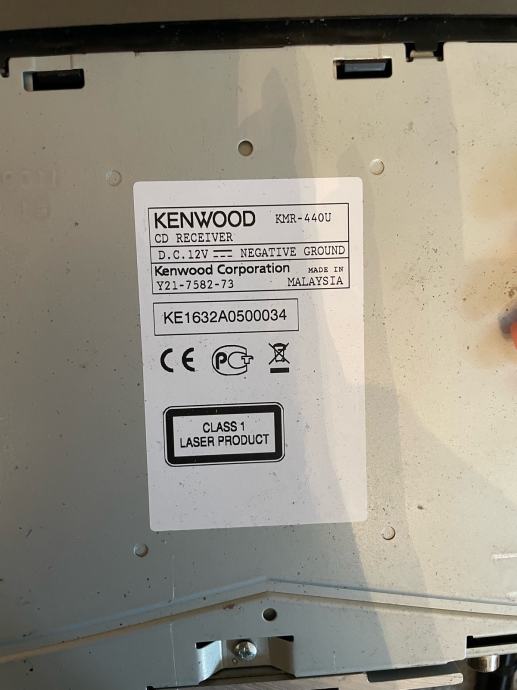 KENWOOD KMR-440U
CD RECEIVER
D.C.12V ⎓ NEGATIVE GROUND
Kenwood Corporation MADE IN
Y21-7582-73 MALAYSIA
KE1632A0500034
CE PCT
CLASS 1
LASER PRODUCT